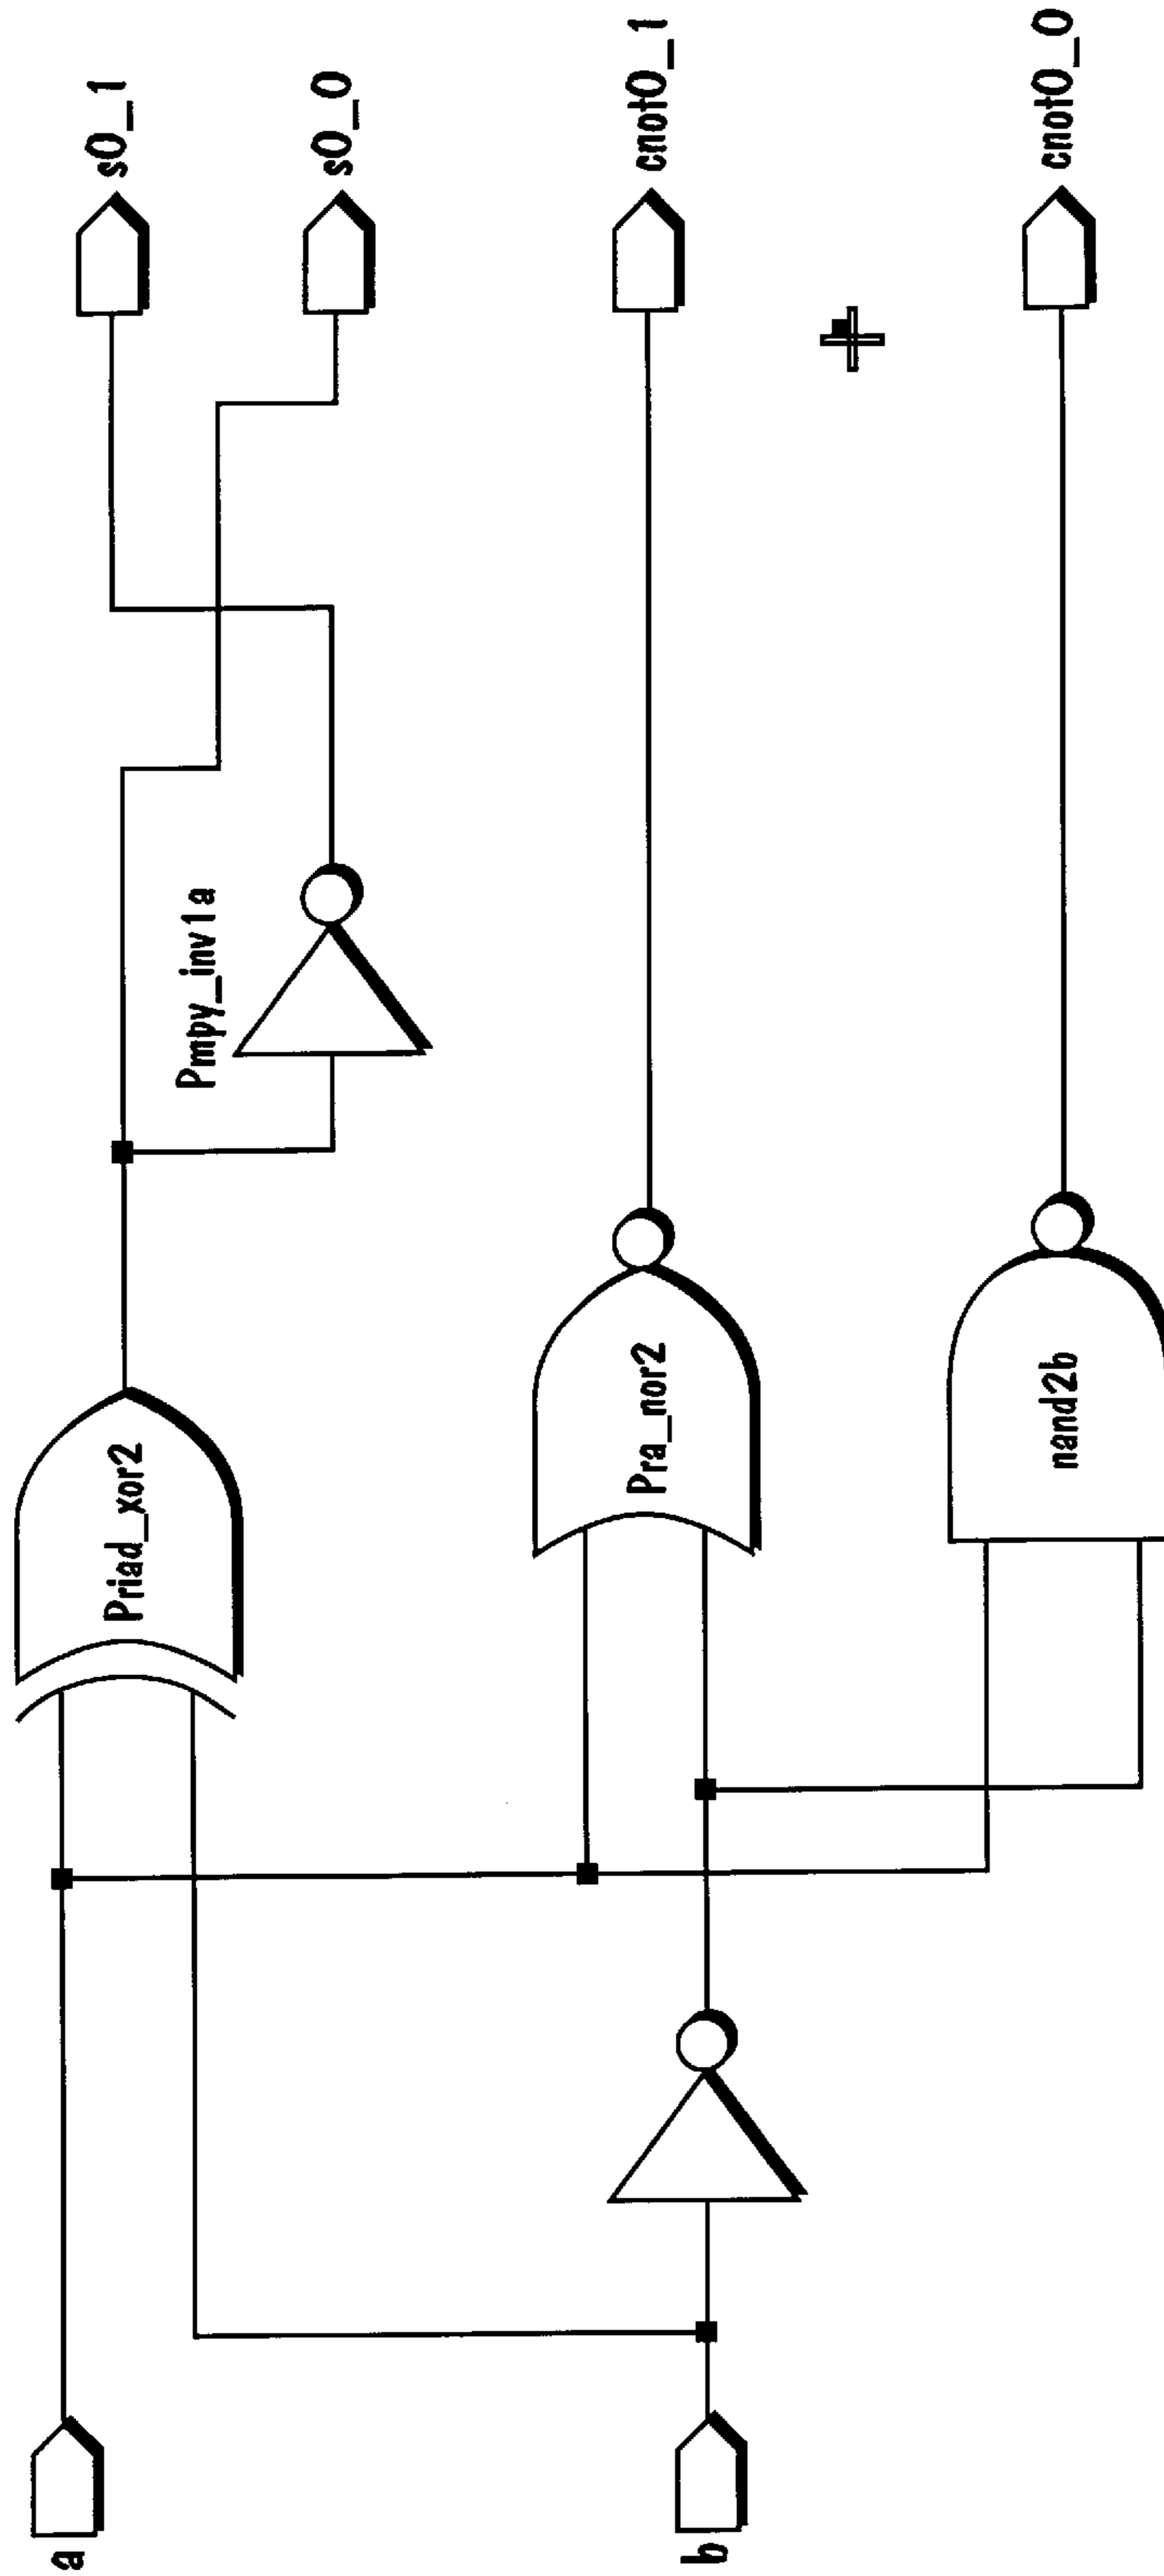 a
b
Priad_xor2
Pmpy_inv1a
Pra_nor2
nand2b
s0_1
s0_0
cnot0_1
cnot0_0